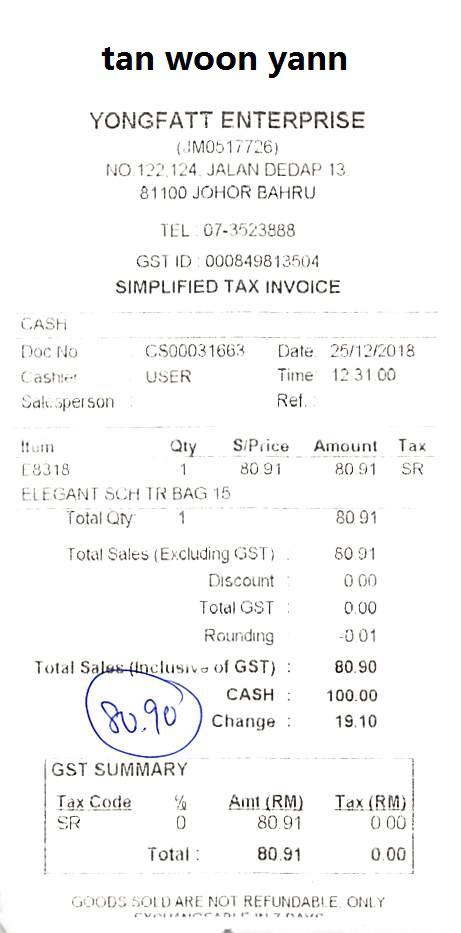 tan woon yann
YONGFATT ENTERPRISE
(JM0517726)
NO.122,124, JALAN DEDAP 13
81100 JOHOR BAHRU
TEL : 07-3523888
GST ID : 000849813504
SIMPLIFIED TAX INVOICE
CASH
Doc No : CS00031663 Date: 25/12/2018
Cashier : USER Time: 12:31:00
Salesperson : Ref. :
Item Qty S/Price Amount Tax
E8318 1 80.91 80.91 SR
ELEGANT SCH TR BAG 15
Total Qty: 1 80.91
Total Sales (Excluding GST) : 80.91
Discount : 0.00
Total GST : 0.00
Rounding : -0.01
Total Sales (Inclusive of GST) : 80.90
CASH : 100.00
80.90
Change : 19.10
GST SUMMARY
Tax Code % Amt (RM) Tax (RM)
SR 0 80.91 0.00
Total : 80.91 0.00
GOODS SOLD ARE NOT REFUNDABLE, ONLY